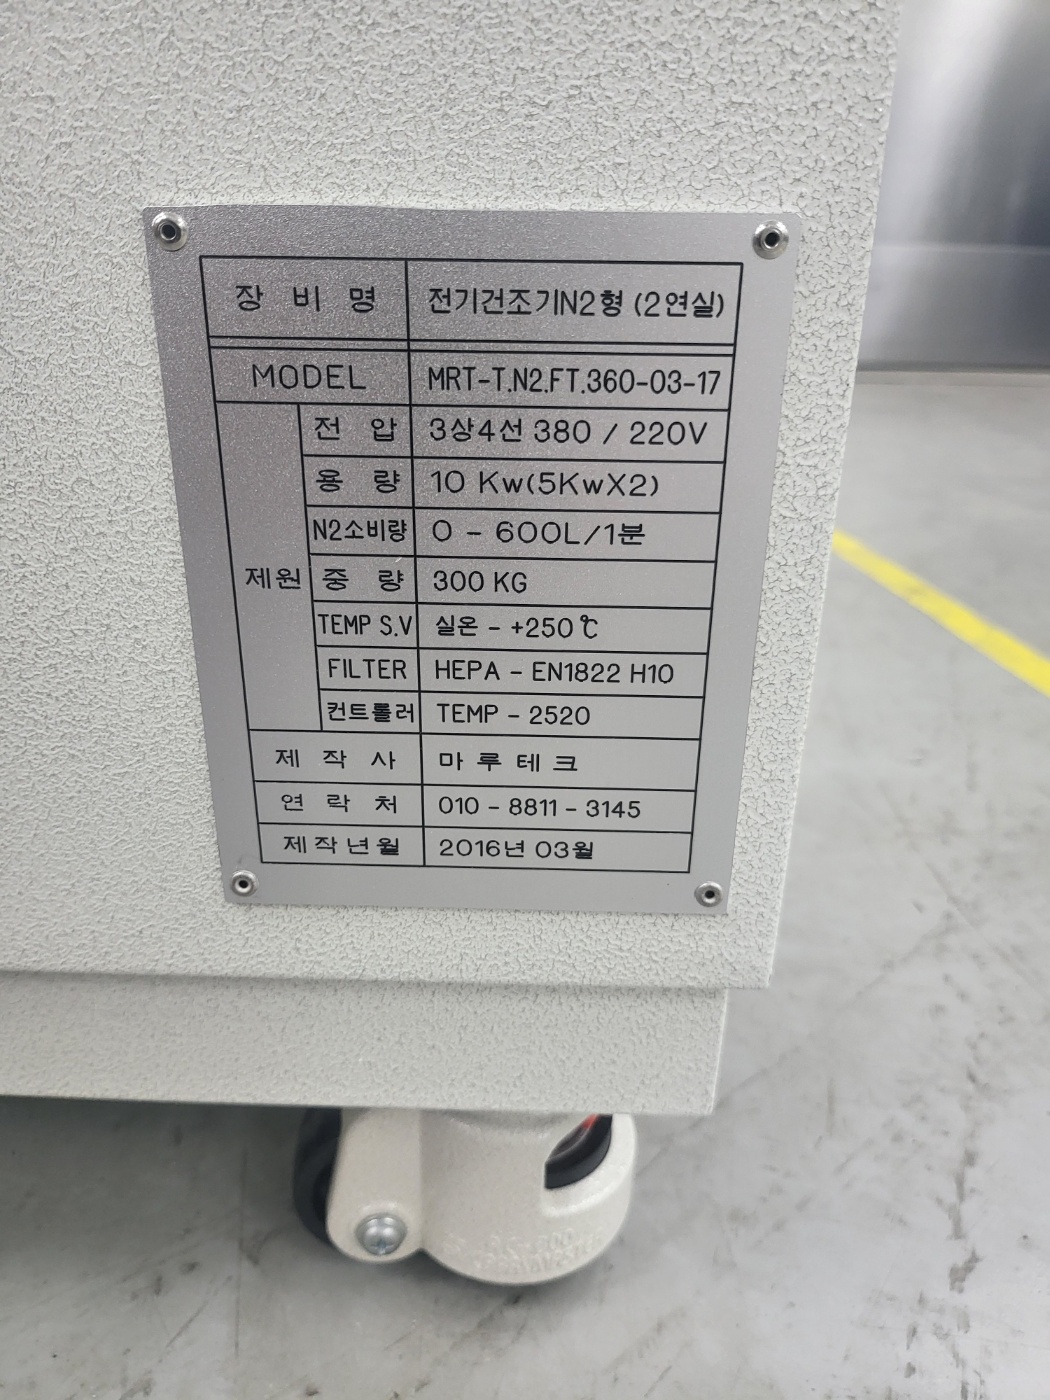 장 비 명 전기건조기N2형 (2연실)
MODEL MRT-T.N2.FT.360-03-17
제원
전 압 3상4선 380 / 220V
용 량 10 Kw(5KwX2)
N2소비량 0 - 600L/1분
중 량 300 KG
TEMP S.V 실온 - +250℃
FILTER HEPA - EN1822 H10
컨트롤러 TEMP - 2520
제 작 사 마 루 테 크
연 락 처 010 - 8811 - 3145
제작년월 2016년 03월